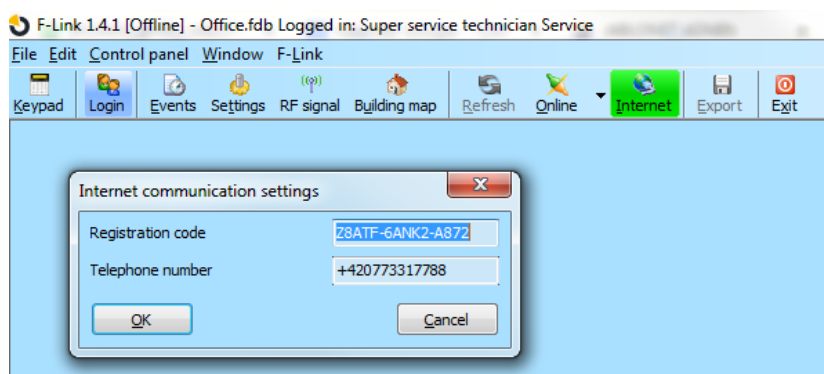 F-Link 1.4.1 [Offline] - Office.fdb Logged in: Super service technician Service
File Edit Control panel Window F-Link
Keypad Login Events Settings RF signal Building map Refresh Online Internet Export Exit
Internet communication settings
Registration code Z8ATF-6ANK2-A872
Telephone number +420773317788
OK Cancel